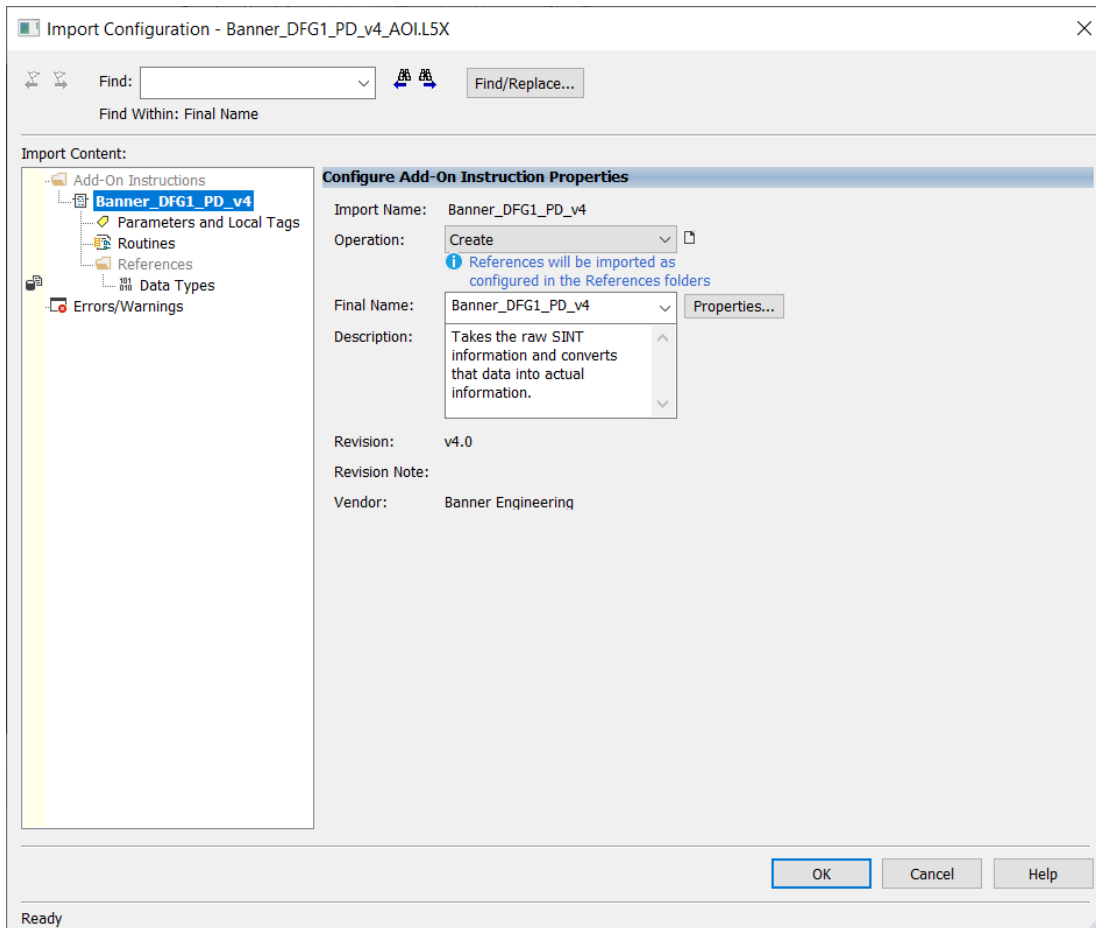 Import Configuration - Banner_DFG1_PD_v4_AOI.L5X
Find:
Find/Replace...
Find Within: Final Name
Import Content:
Add-On Instructions
Banner_DFG1_PD_v4
Parameters and Local Tags
Routines
References
Data Types
Errors/Warnings
Configure Add-On Instruction Properties
Import Name: Banner_DFG1_PD_v4
Operation: Create
References will be imported as
configured in the References folders
Final Name: Banner_DFG1_PD_v4 Properties...
Description: Takes the raw SINT
information and converts
that data into actual
information.
Revision: v4.0
Revision Note:
Vendor: Banner Engineering
OK Cancel Help
Ready